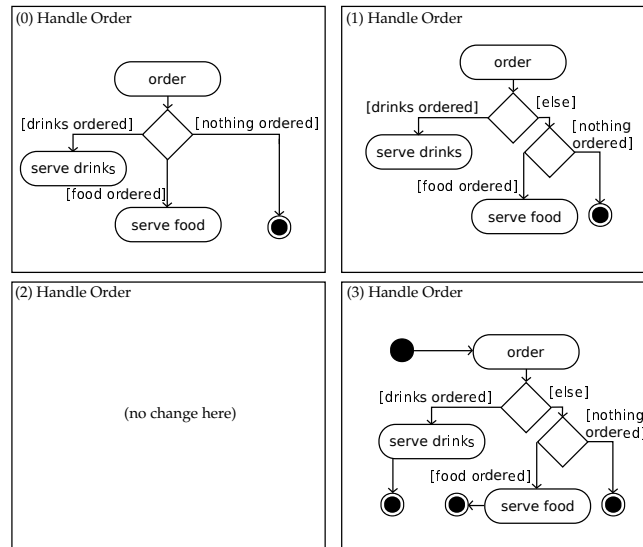 (0) Handle Order
order
[drinks ordered]
[nothing ordered]
serve drinks
[food ordered]
serve food
(1) Handle Order
order
[drinks ordered]
[else]
[nothing
ordered]
serve drinks
[food ordered]
serve food
(2) Handle Order
(no change here)
(3) Handle Order
order
[drinks ordered]
[else]
[nothing
ordered]
serve drinks
[food ordered]
serve food